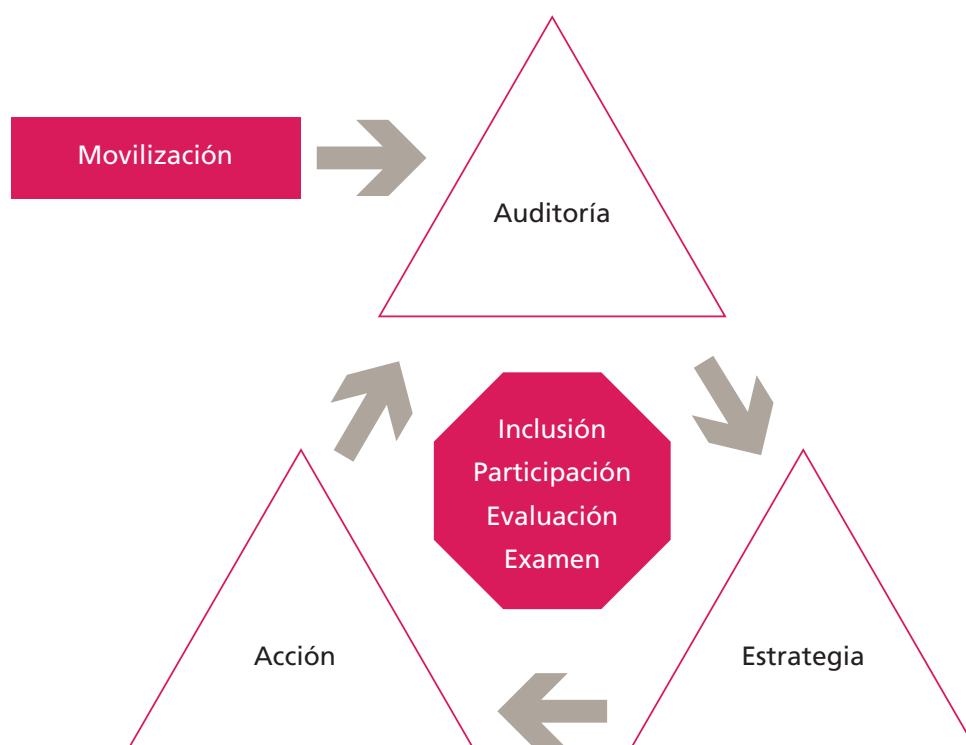 Movilización
Auditoría
Inclusión
Participación
Evaluación
Examen
Acción
Estrategia